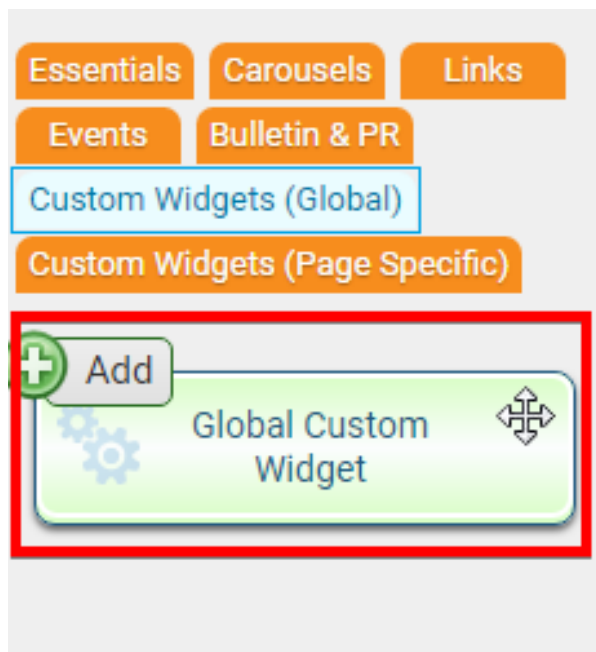 Essentials Carousels Links
Events Bulletin & PR
Custom Widgets (Global)
Custom Widgets (Page Specific)
Add
Global Custom
Widget